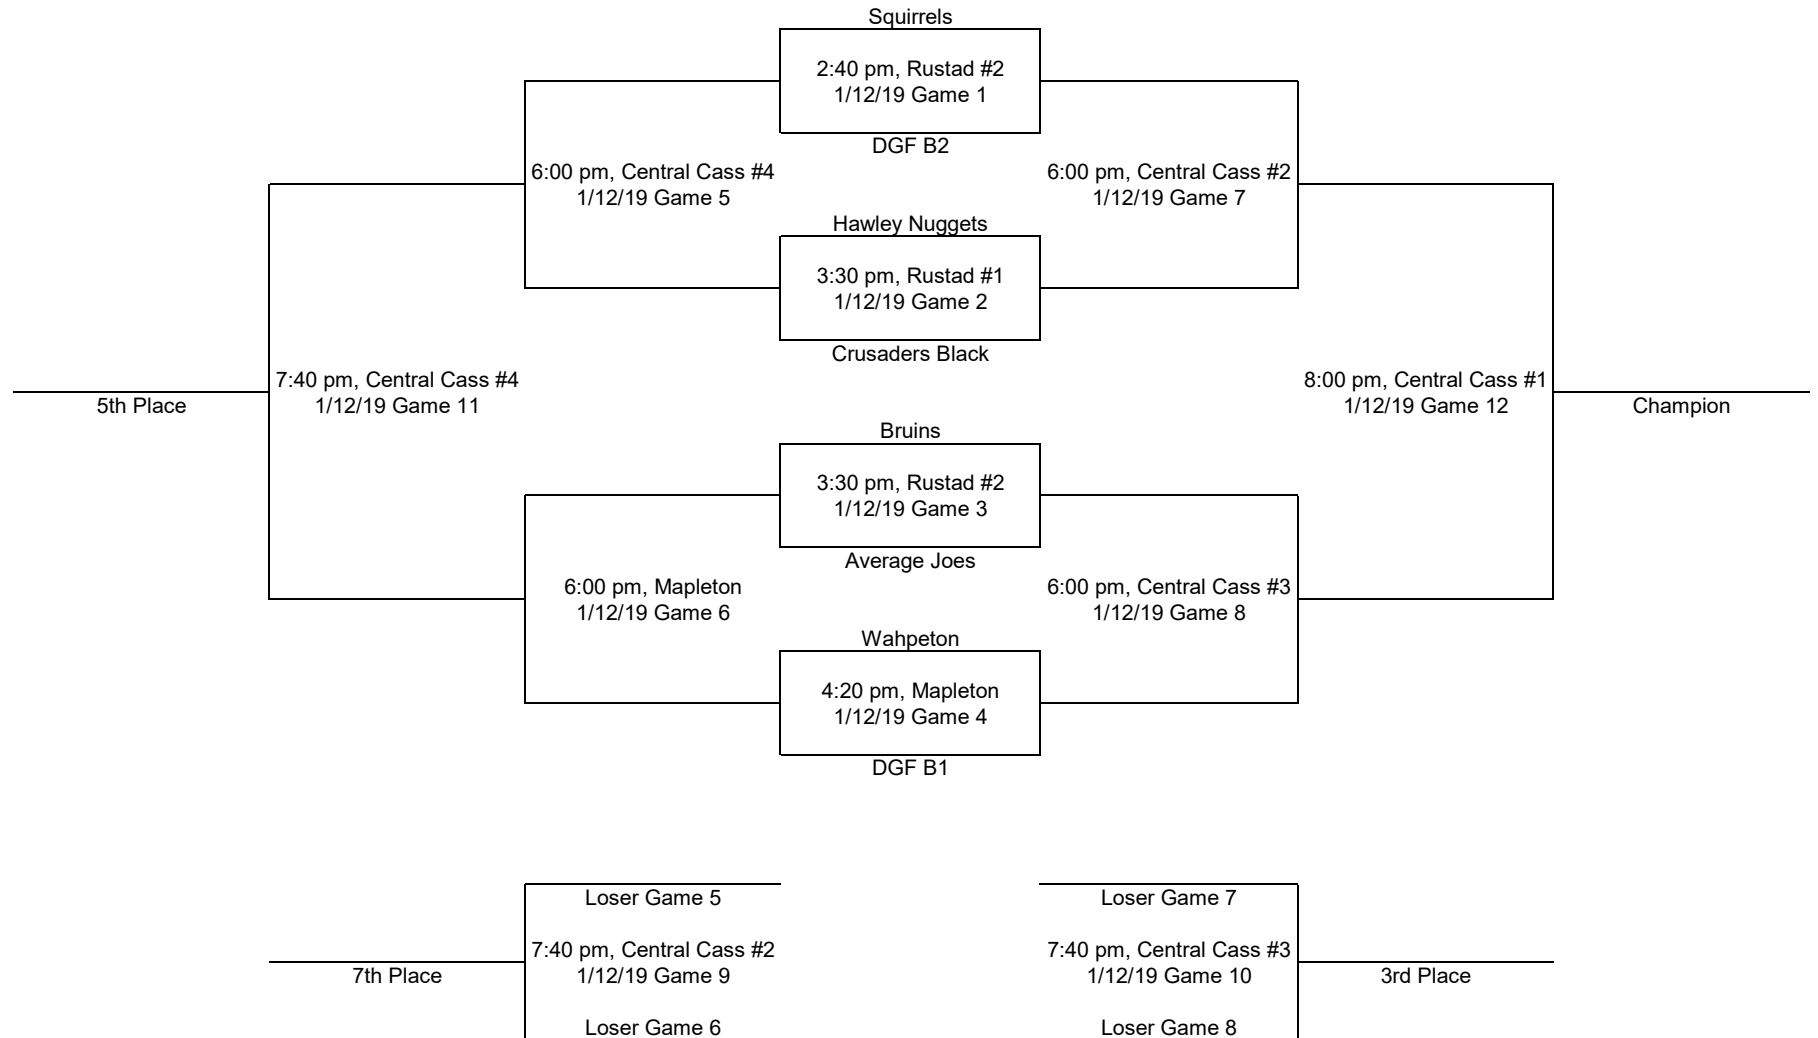 Squirrels
2:40 pm, Rustad #2
1/12/19 Game 1
DGF B2
6:00 pm, Central Cass #4
1/12/19 Game 5
6:00 pm, Central Cass #2
1/12/19 Game 7
Hawley Nuggets
3:30 pm, Rustad #1
1/12/19 Game 2
Crusaders Black
7:40 pm, Central Cass #4
1/12/19 Game 11
5th Place
8:00 pm, Central Cass #1
1/12/19 Game 12
Champion
Bruins
3:30 pm, Rustad #2
1/12/19 Game 3
Average Joes
6:00 pm, Mapleton
1/12/19 Game 6
6:00 pm, Central Cass #3
1/12/19 Game 8
Wahpeton
4:20 pm, Mapleton
1/12/19 Game 4
DGF B1
Loser Game 5
7:40 pm, Central Cass #2
1/12/19 Game 9
7th Place
Loser Game 6
Loser Game 7
7:40 pm, Central Cass #3
1/12/19 Game 10
3rd Place
Loser Game 8